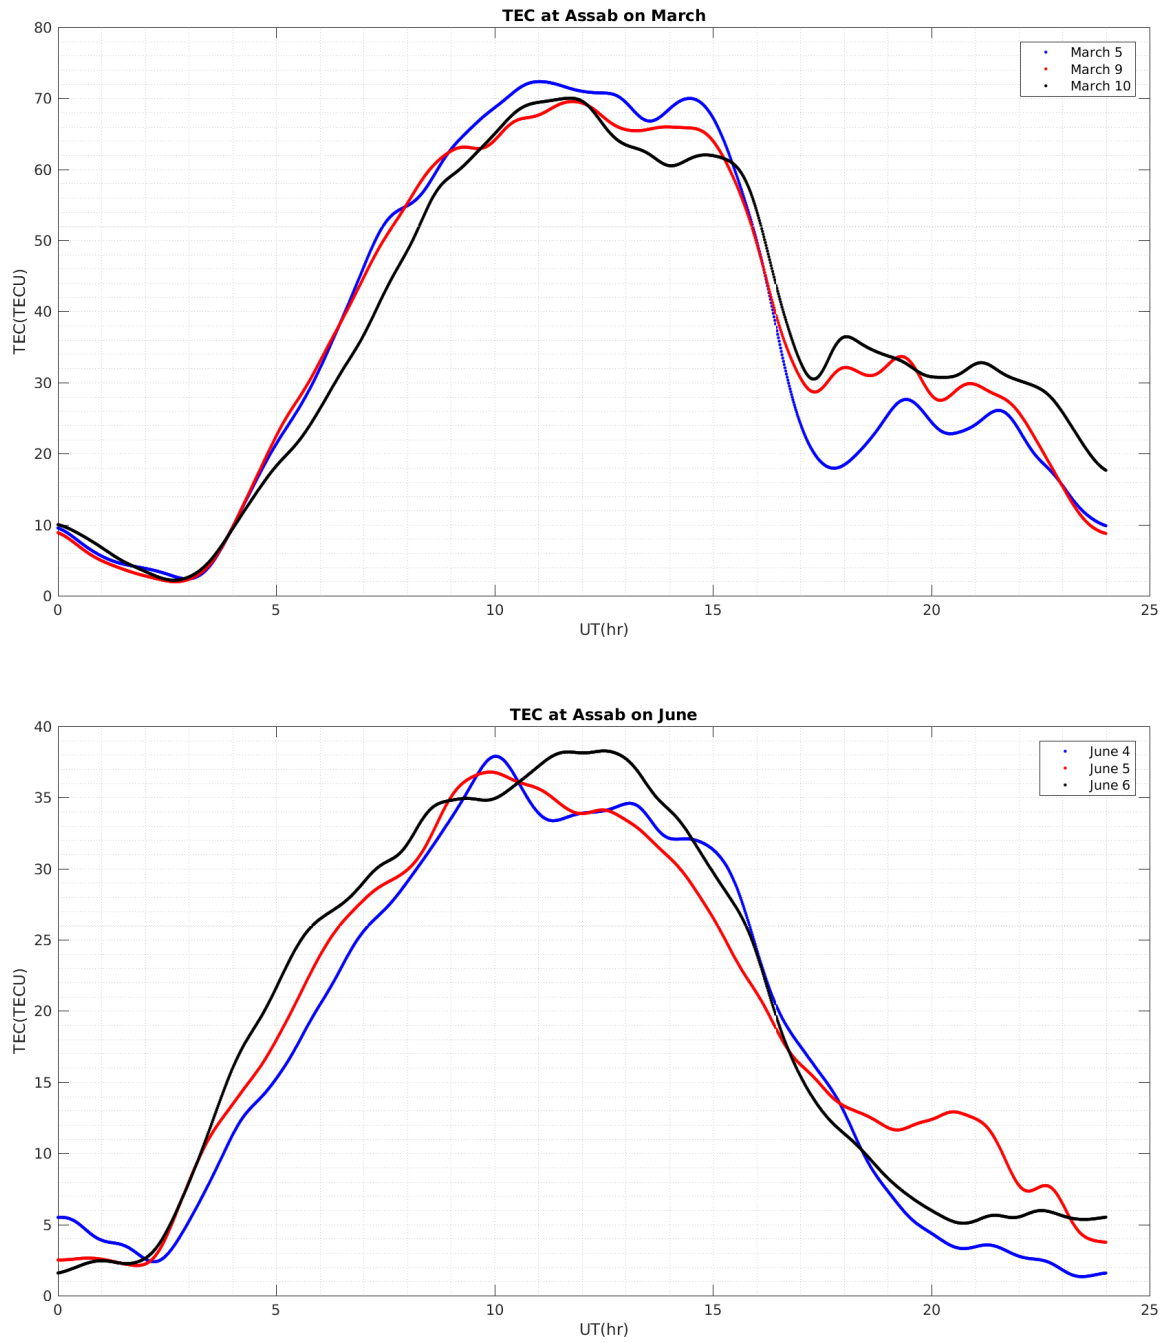 TEC at Assab on March
80
70
60
50
40
30
20
10
0
TEC(TECU)
March 5
March 9
March 10
0 5 10 15 20 25
UT(hr)
TEC at Assab on June
40
35
30
25
20
15
10
5
0
TEC(TECU)
June 4
June 5
June 6
0 5 10 15 20 25
UT(hr)